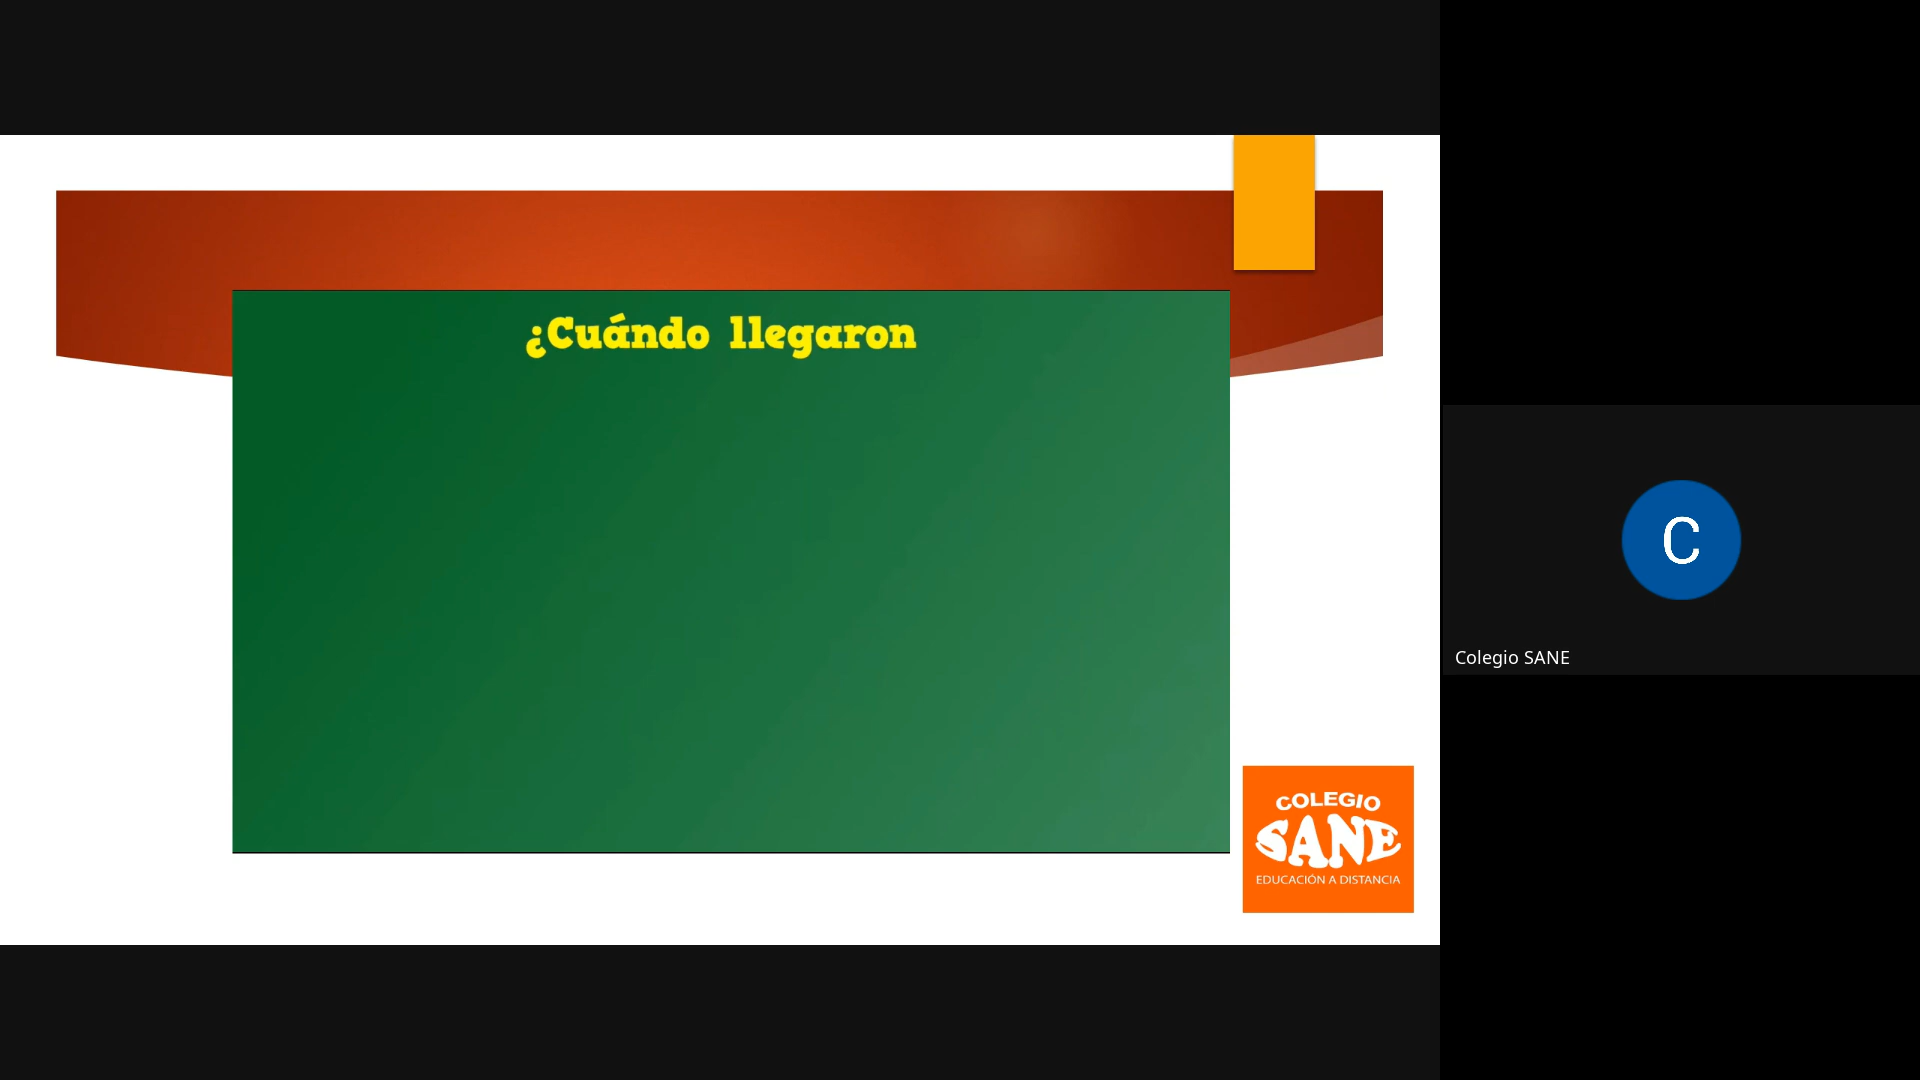 ¿Cuándo llegaron
COLEGIO
SANE
EDUCACIÓN A DISTANCIA
C
Colegio SANE